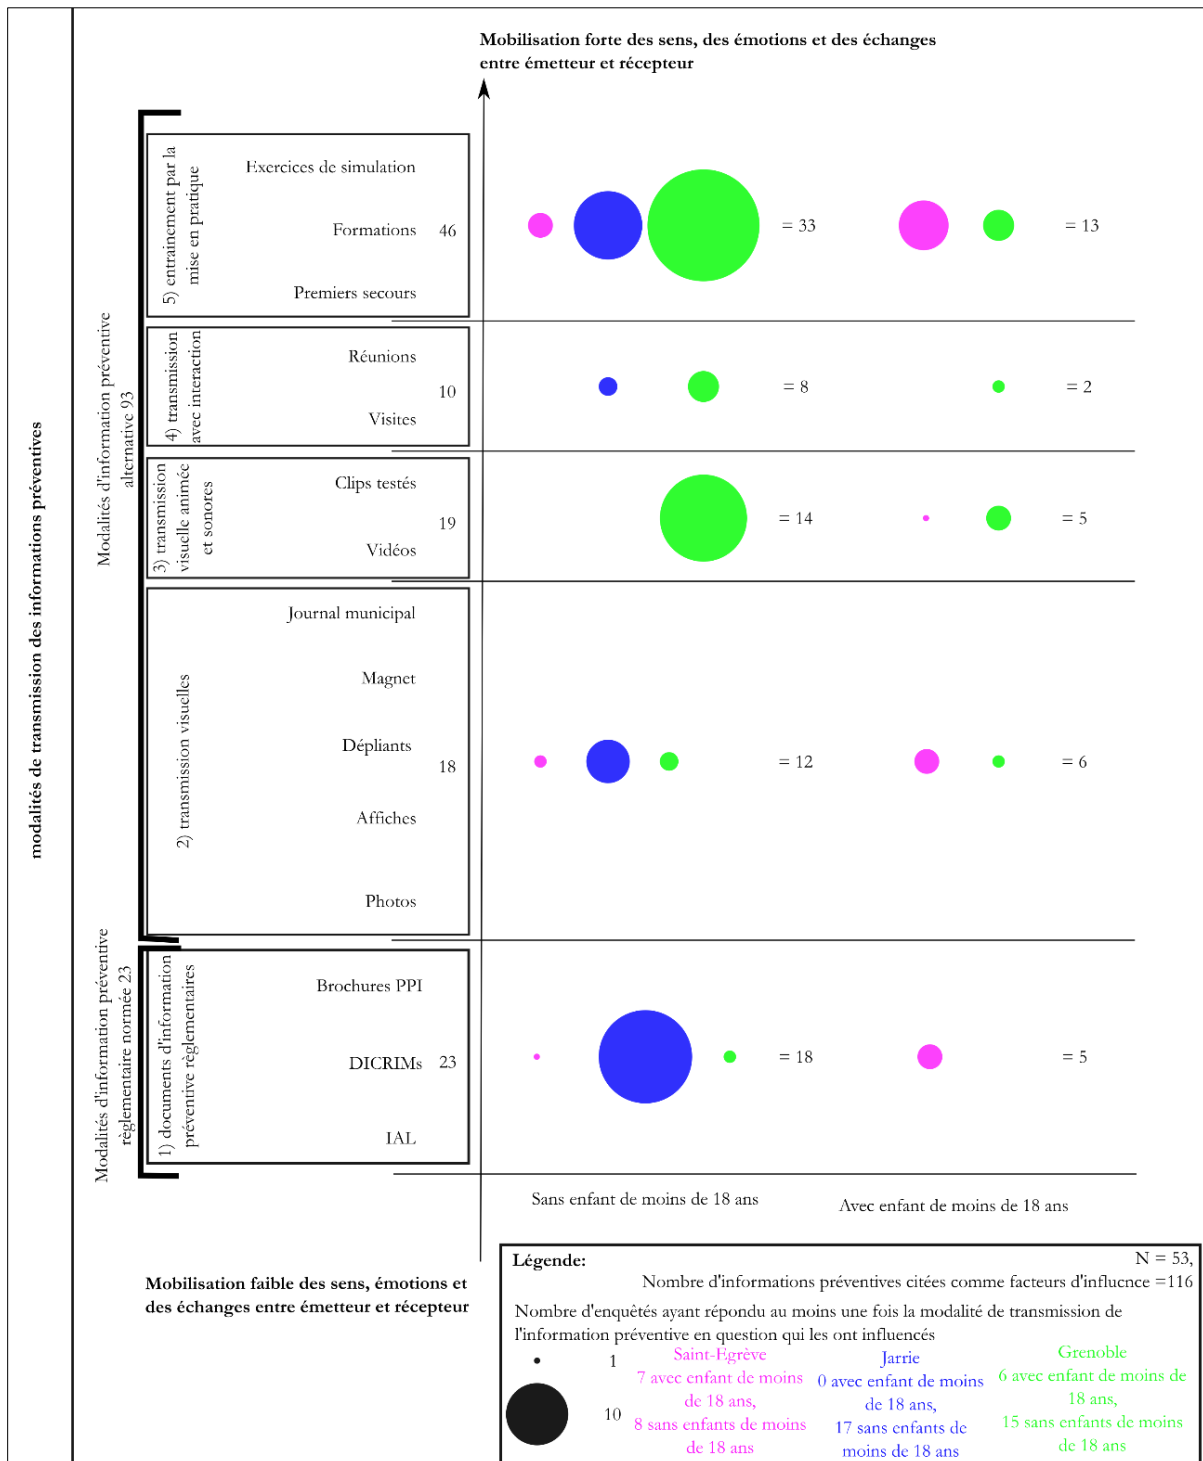 Mobilisation forte des sens, des émotions et des échanges
entre émetteur et récepteur
modalités de transmission des informations préventives
Modalités d'information préventive
alternative 93
5) entrainement par la
mise en pratique
Exercices de simulation
Formations
46
Premiers secours
= 33
= 13
4) transmission
avec interaction
Réunions
10
Visites
= 8
= 2
3) transmission
visuelle animée
et sonores
Clips testés
19
Vidéos
= 14
= 5
2) transmission visuelles
Journal municipal
Magnet
Dépliants
18
Affiches
Photos
= 12
= 6
Modalités d'information préventive
règlementaire normée 23
1) documents d'information
préventive règlementaires
Brochures PPI
DICRIMs
23
IAL
= 18
= 5
Sans enfant de moins de 18 ans
Avec enfant de moins de 18 ans
Mobilisation faible des sens, émotions et
des échanges entre émetteur et récepteur
Légende:
N = 53,
Nombre d'informations préventives citées comme facteurs d'influence =116
Nombre d'enquêtés ayant répondu au moins une fois la modalité de transmission de
l'information préventive en question qui les ont influencés
1
10
Saint-Egrève
7 avec enfant de moins
de 18 ans,
8 sans enfants de moins
de 18 ans
Jarrie
0 avec enfant de moins
de 18 ans,
17 sans enfants de
moins de 18 ans
Grenoble
6 avec enfant de moins de
18 ans,
15 sans enfants de moins
de 18 ans